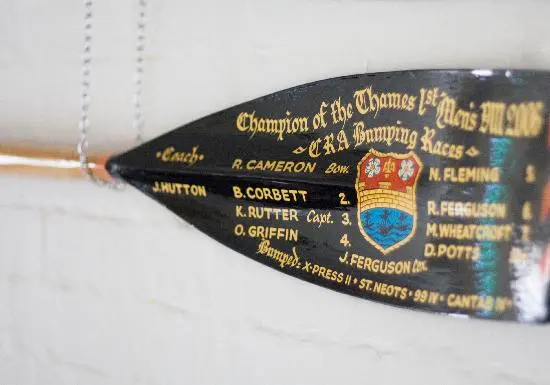 Champion of the Thames 1st Men's VIII 2006
~ CRA Bumping Races ~
• Coach •
J. HUTTON
R. CAMERON Bow.
B. CORBETT 2.
K. RUTTER Capt. 3.
O. GRIFFIN 4.
N. FLEMING
R. FERGUSON 6.
M. WHEATCROFT 7.
D. POTTS
J. FERGUSON Cox.
Bumped: X-PRESS II • ST. NEOTS • 99 IV • CANTAB IV